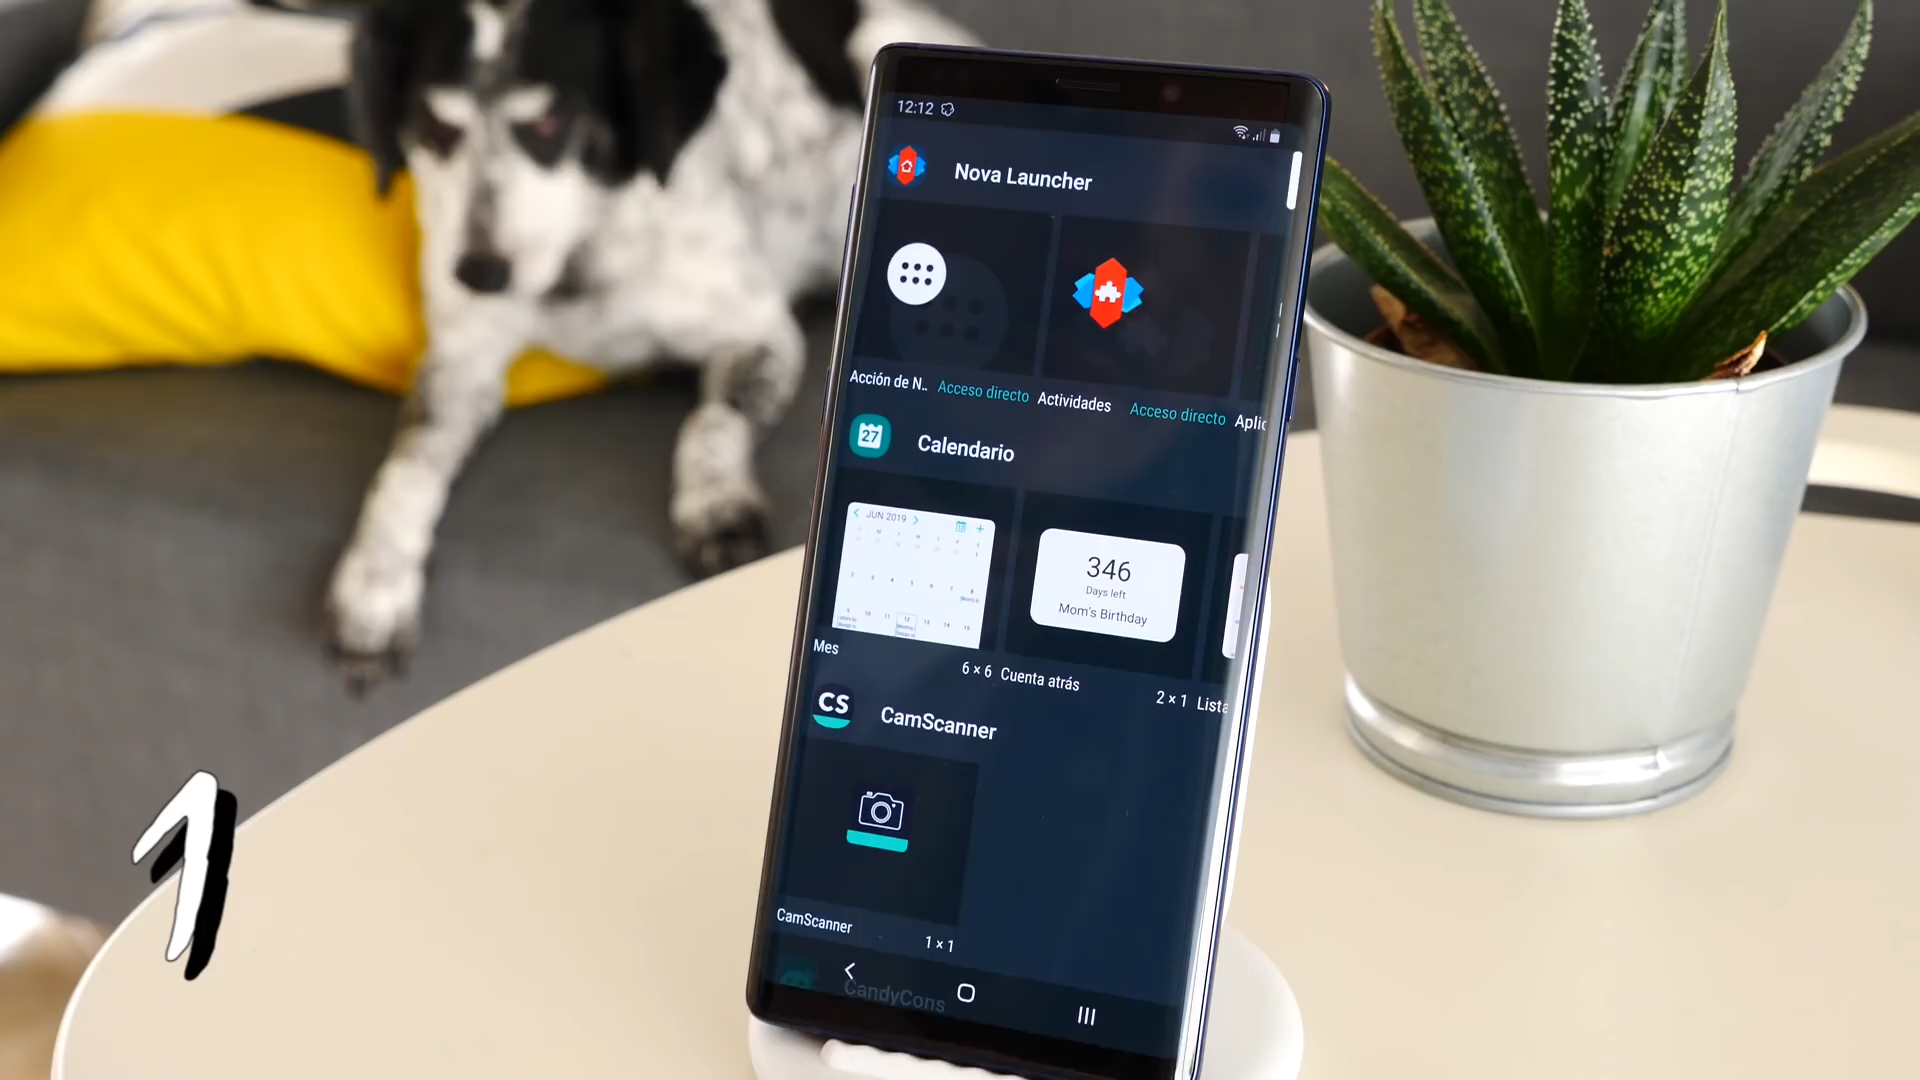 12:12
Nova Launcher
Acción de N.. Acceso directo Actividades Acceso directo Aplic
27
Calendario
JUN 2019
346
Days left
Mom's Birthday
Mes 6 × 6 Cuenta atrás 2 × 1 Lista
CS CamScanner
CamScanner 1 × 1
CandyCons
1